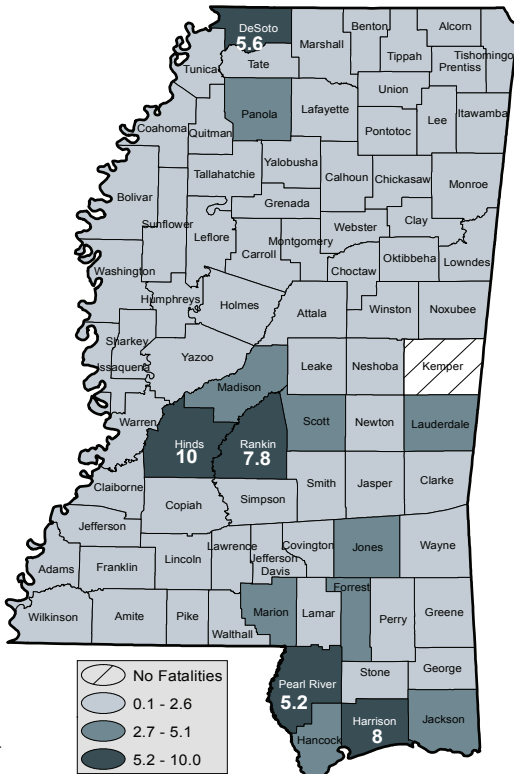 DeSoto
5.6
Benton
Alcorn
Marshall
Tippah
Tishomingo
Prentiss
Tunica
Tate
Union
Panola
Lafayette
Lee
Itawamba
Coahoma
Quitman
Pontotoc
Yalobusha
Tallahatchie
Calhoun
Chickasaw
Monroe
Bolivar
Grenada
Sunflower
Leflore
Clay
Webster
Montgomery
Carroll
Oktibbeha
Lowndes
Choctaw
Washington
Humphreys
Holmes
Attala
Winston
Noxubee
Sharkey
Yazoo
Issaquena
Leake
Neshoba
Kemper
Madison
Warren
Scott
Newton
Lauderdale
Hinds
10
Rankin
7.8
Claiborne
Smith
Jasper
Clarke
Simpson
Copiah
Jefferson
Lawrence
Covington
Jones
Wayne
Lincoln
Jefferson
Davis
Adams
Franklin
Forrest
Wilkinson
Amite
Pike
Marion
Lamar
Perry
Greene
Walthall
George
Stone
Pearl River
5.2
Harrison
8
Jackson
Hancock
No Fatalities
0.1 - 2.6
2.7 - 5.1
5.2 - 10.0